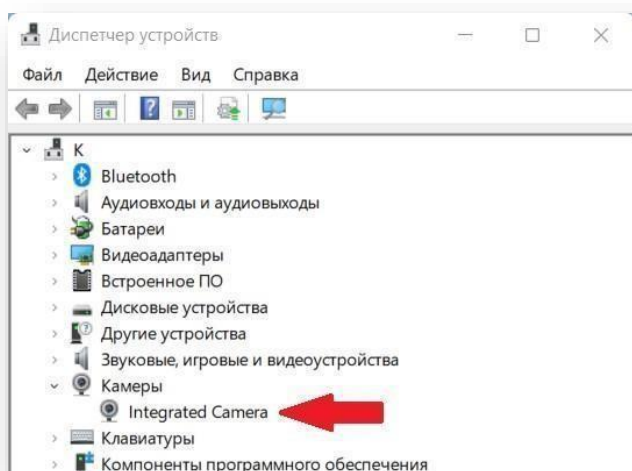 Диспетчер устройств
Файл Действие Вид Справка
К
Bluetooth
Аудиовходы и аудиовыходы
Батареи
Видеоадаптеры
Встроенное ПО
Дисковые устройства
Другие устройства
Звуковые, игровые и видеоустройства
Камеры
Integrated Camera
Клавиатуры
Компоненты программного обеспечения